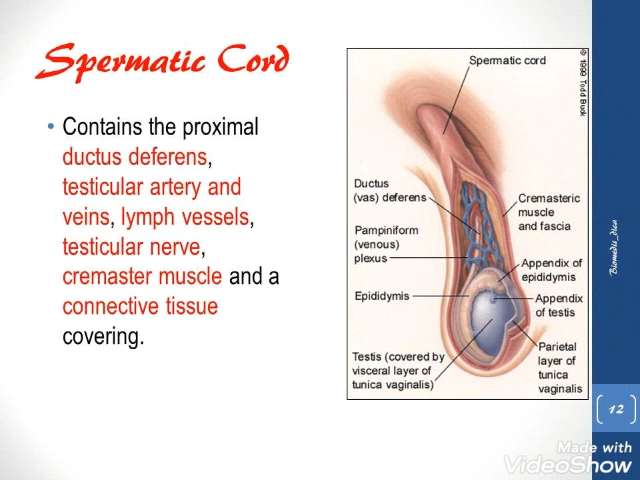 Spermatic Cord
• Contains the proximal
ductus deferens,
testicular artery and
veins, lymph vessels,
testicular nerve,
cremaster muscle and a
connective tissue
covering.
Spermatic cord
© 1999 Todd Buck
Ductus
(vas) deferens
Pampiniform
(venous)
plexus
Epididymis
Testis (covered by
visceral layer of
tunica vaginalis)
Cremasteric
muscle
and fascia
Appendix of
epididymis
Appendix
of testis
Parietal
layer of
tunica
vaginalis
12
Made with
VideoShow